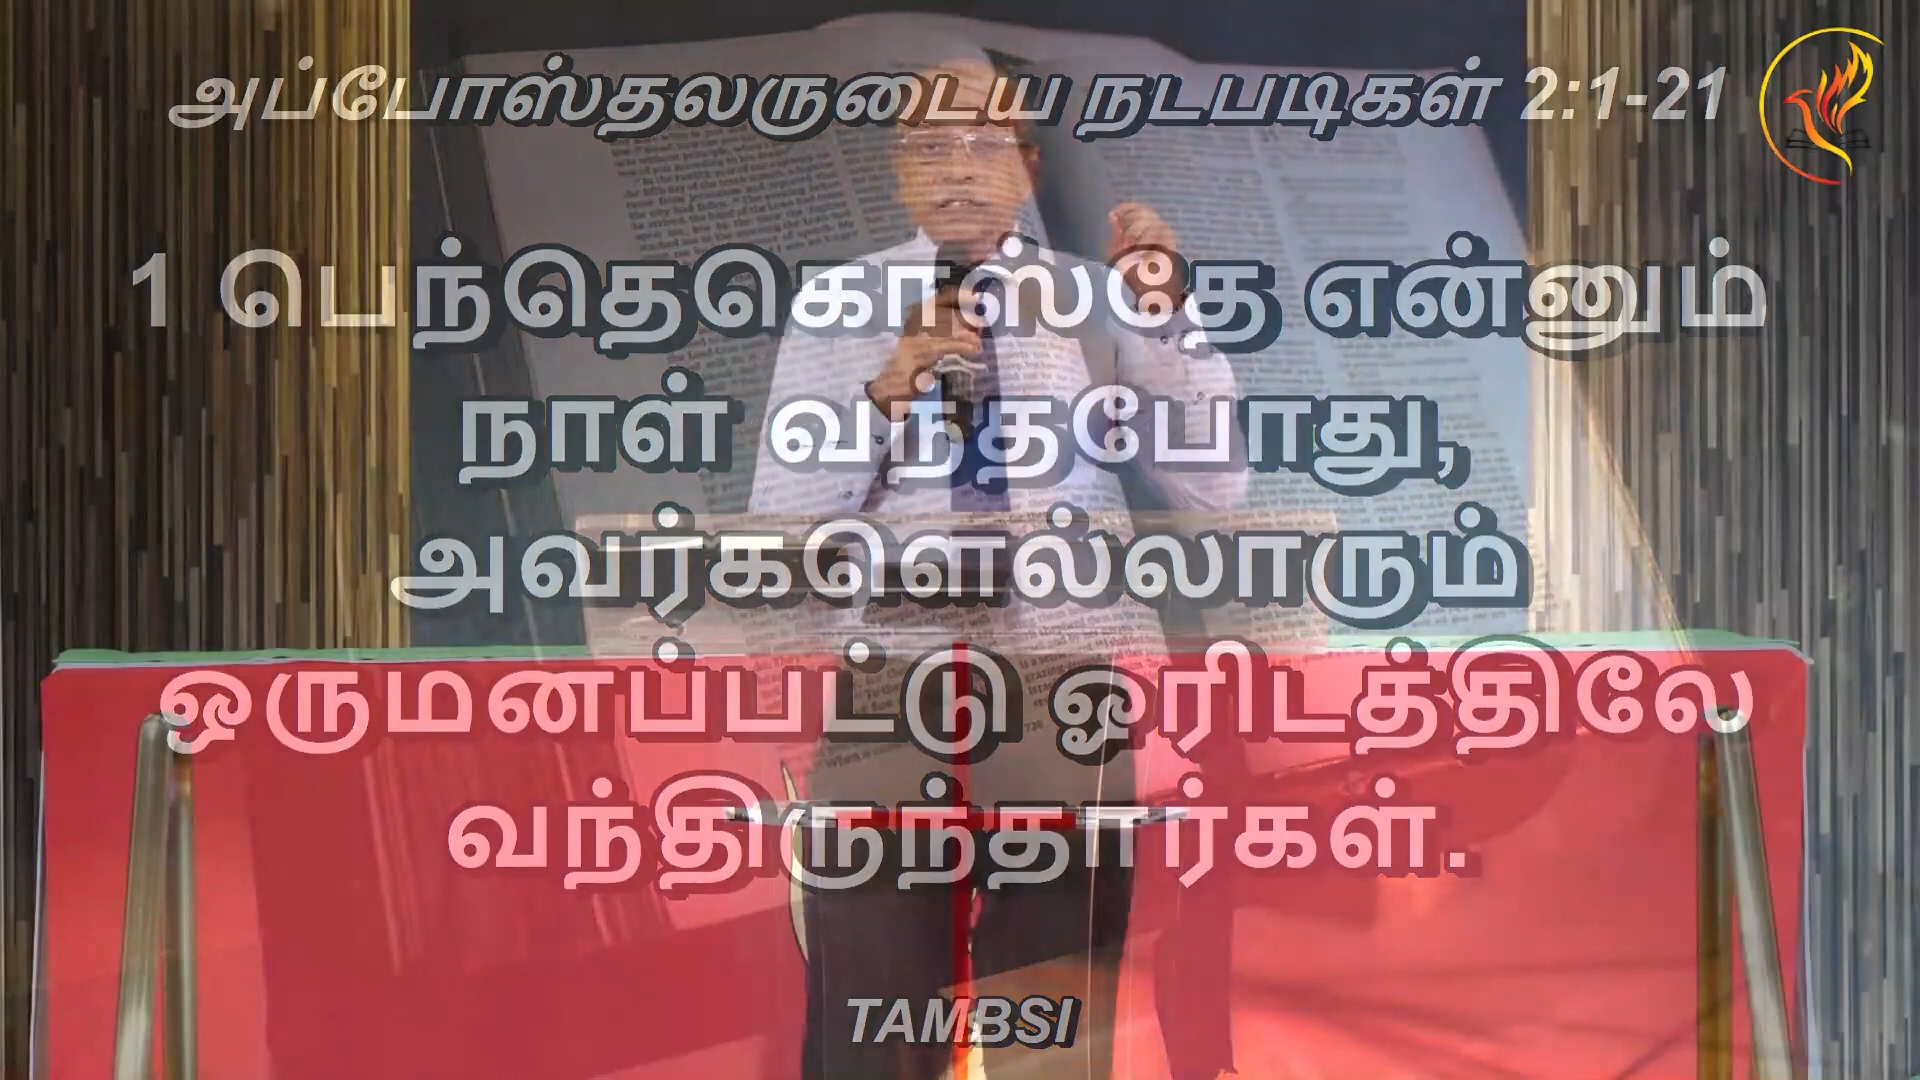 அப்போஸ்தலருடைய நடபடிகள் 2:1-21
1 பெந்தெகொஸ்தே என்னும்
நாள் வந்தபோது,
அவர்களெல்லாரும்
ஒருமனப்பட்டு ஓரிடத்திலே
வந்திருந்தார்கள்.
TAMBSI